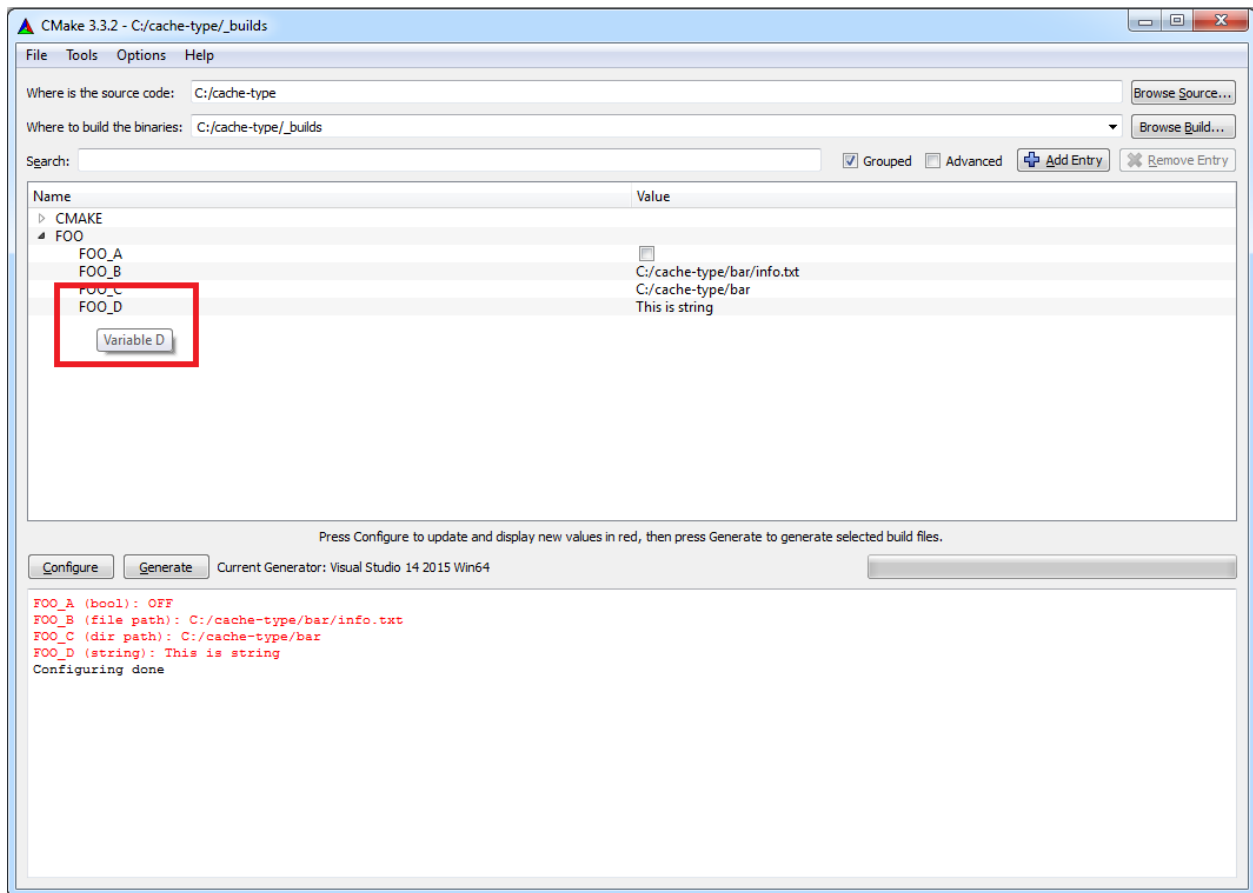 CMake 3.3.2 - C:/cache-type/_builds
File Tools Options Help
Where is the source code: C:/cache-type Browse Source...
Where to build the binaries: C:/cache-type/_builds Browse Build...
Search: Grouped Advanced Add Entry Remove Entry
Name Value
CMAKE
FOO
FOO_A
FOO_B C:/cache-type/bar/info.txt
FOO_C C:/cache-type/bar
FOO_D This is string
Variable D
Press Configure to update and display new values in red, then press Generate to generate selected build files.
Configure Generate Current Generator: Visual Studio 14 2015 Win64
FOO_A (bool): OFF
FOO_B (file path): C:/cache-type/bar/info.txt
FOO_C (dir path): C:/cache-type/bar
FOO_D (string): This is string
Configuring done